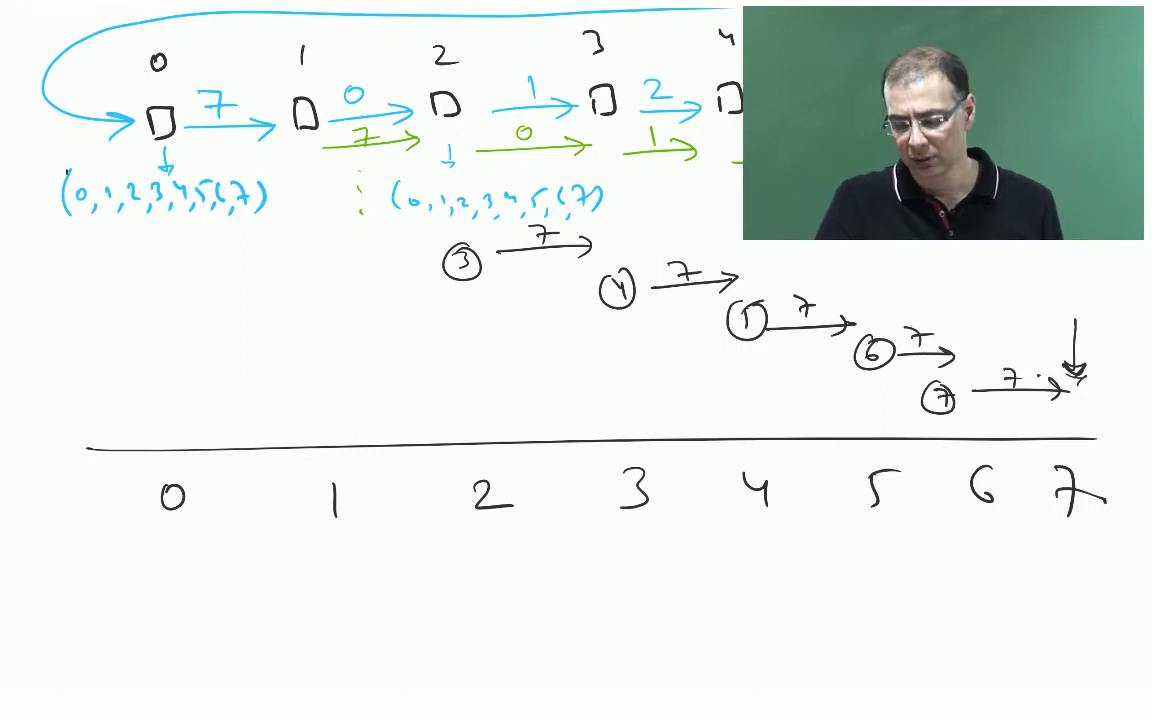 0 1 2 3 4
7 0 1 2
7 0 1
(0,1,2,3,4,5,6,7) (0,1,2,3,4,5,6,7)
3 7
4 7
7
6 7
7 7
0 1 2 3 4 5 6 7